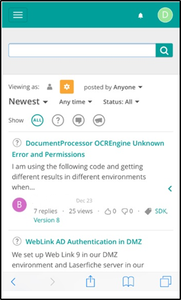 D
Viewing as:
posted by Anyone
Newest
Any time
Status: All
Show
ALL
DocumentProcessor OCREngine Unknown
Error and Permissions
I am using the following code and getting
different results in different environments
when...
Dec 23
B
7 replies · 25 views · 0 0
SDK,
Version 8
WebLink AD Authentication in DMZ
We set up Web Link 9 in our DMZ
environment and Laserfiche server in our